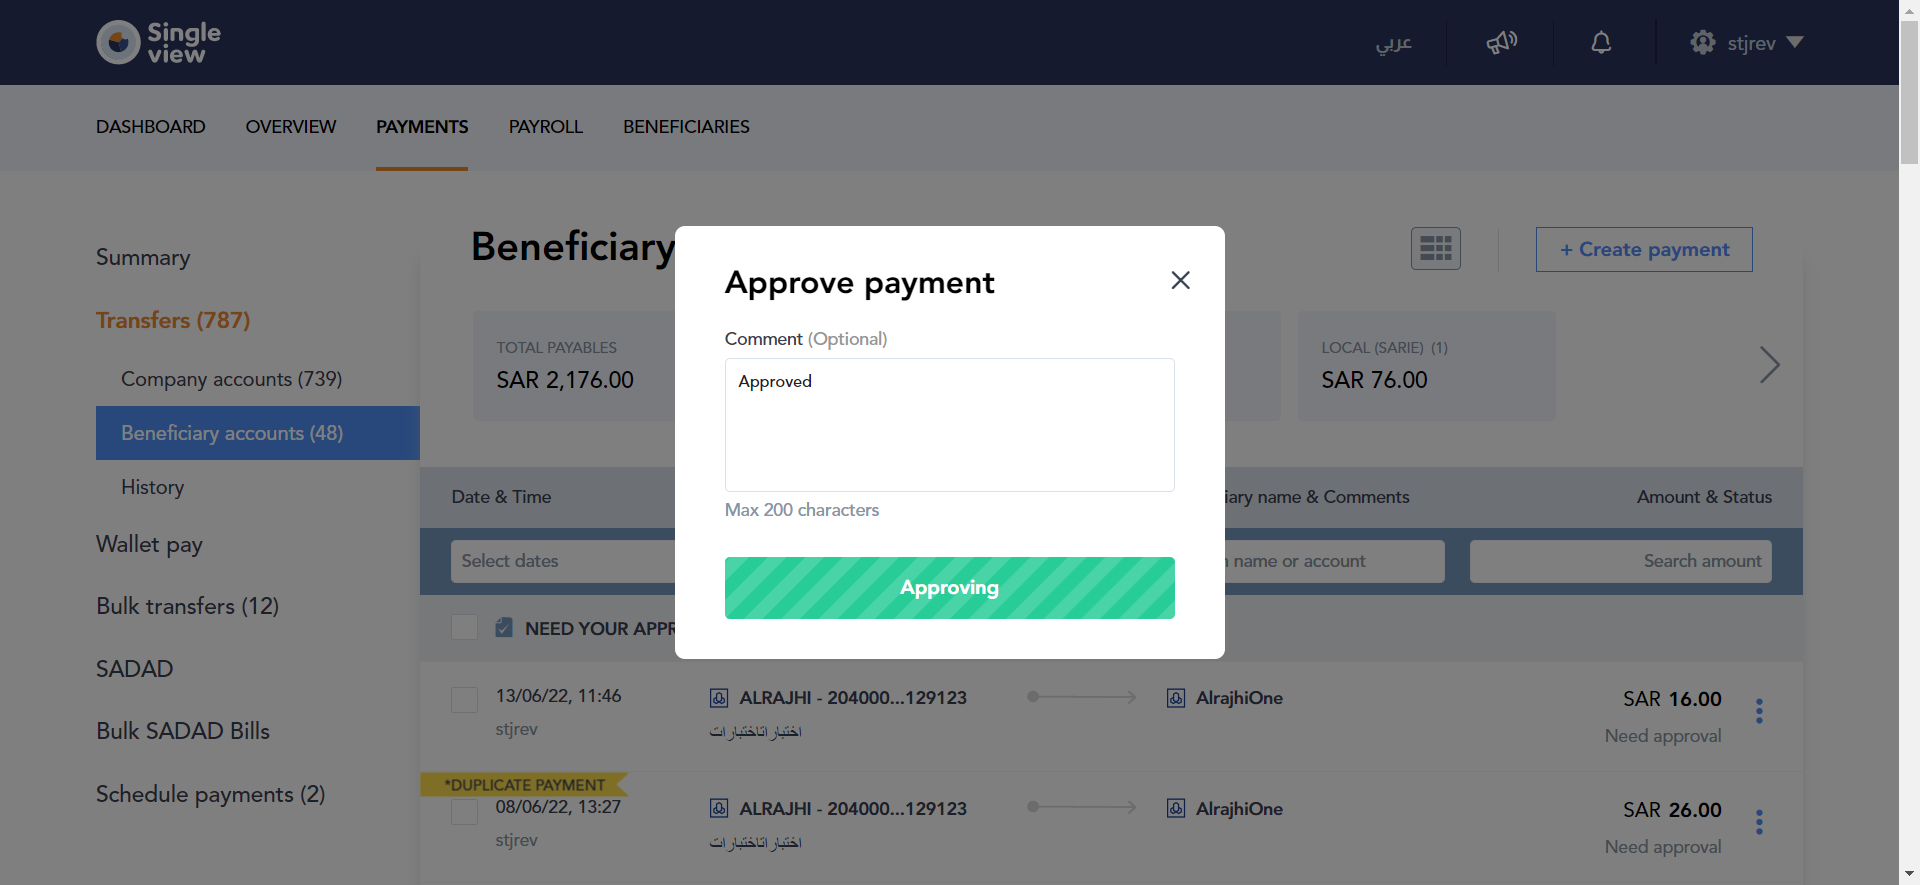 Single
view
عربي
stjrev
DASHBOARD
OVERVIEW
PAYMENTS
PAYROLL
BENEFICIARIES
Summary
Transfers (787)
Company accounts (739)
Beneficiary accounts (48)
History
Wallet pay
Bulk transfers (12)
SADAD
Bulk SADAD Bills
Schedule payments (2)
Beneficiary
+ Create payment
TOTAL PAYABLES
SAR 2,176.00
LOCAL (SARIE) (1)
SAR 76.00
Approve payment
Comment (Optional)
Approved
Max 200 characters
Approving
Date & Time
iary name & Comments
Amount & Status
Select dates
name or account
Search amount
NEED YOUR APPR
13/06/22, 11:46
stjrev
ALRAJHI - 204000...129123
اختباراتاختبارات
AlrajhiOne
SAR 16.00
Need approval
*DUPLICATE PAYMENT
08/06/22, 13:27
stjrev
ALRAJHI - 204000...129123
اختباراتاختبارات
AlrajhiOne
SAR 26.00
Need approval